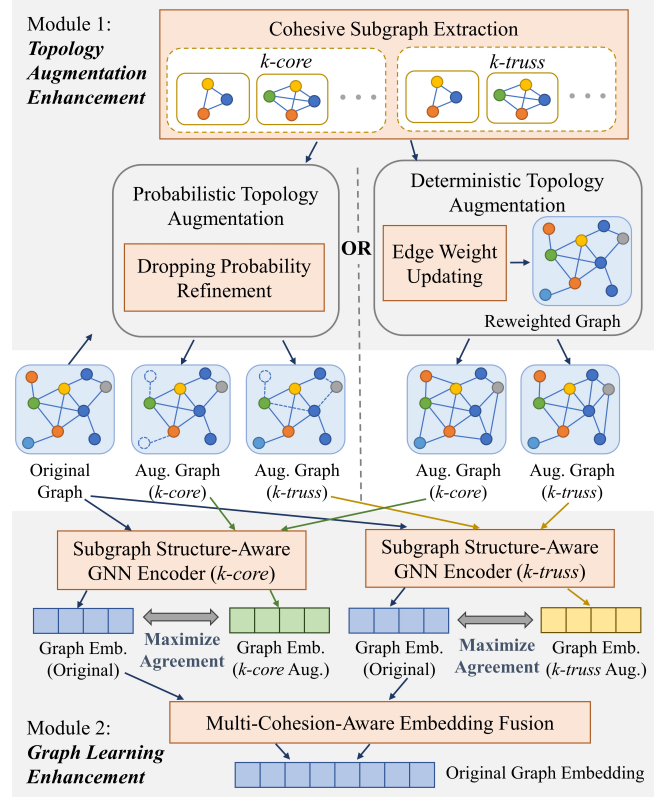 Module 1:
Topology
Augmentation
Enhancement
Cohesive Subgraph Extraction
k-core
k-truss
Probabilistic Topology
Augmentation
Dropping Probability
Refinement
OR
Deterministic Topology
Augmentation
Edge Weight
Updating
Reweighted Graph
Original
Graph
Aug. Graph
(k-core)
Aug. Graph
(k-truss)
Aug. Graph
(k-core)
Aug. Graph
(k-truss)
Subgraph Structure-Aware
GNN Encoder (k-core)
Subgraph Structure-Aware
GNN Encoder (k-truss)
Graph Emb.
(Original)
Maximize
Agreement
Graph Emb.
(k-core Aug.)
Graph Emb.
(Original)
Maximize
Agreement
Graph Emb.
(k-truss Aug.)
Multi-Cohesion-Aware Embedding Fusion
Module 2:
Graph Learning
Enhancement
Original Graph Embedding